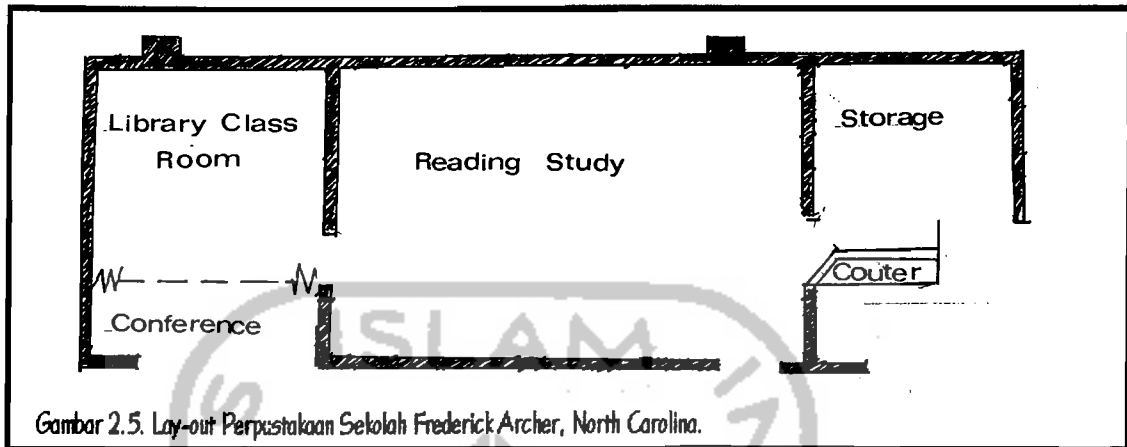 Library Class
Room
Reading Study
Storage
Couter
Conference
ISLAM
Gambar 2.5. Lay-out Perpustakaan Sekolah Frederick Archer, North Carolina.